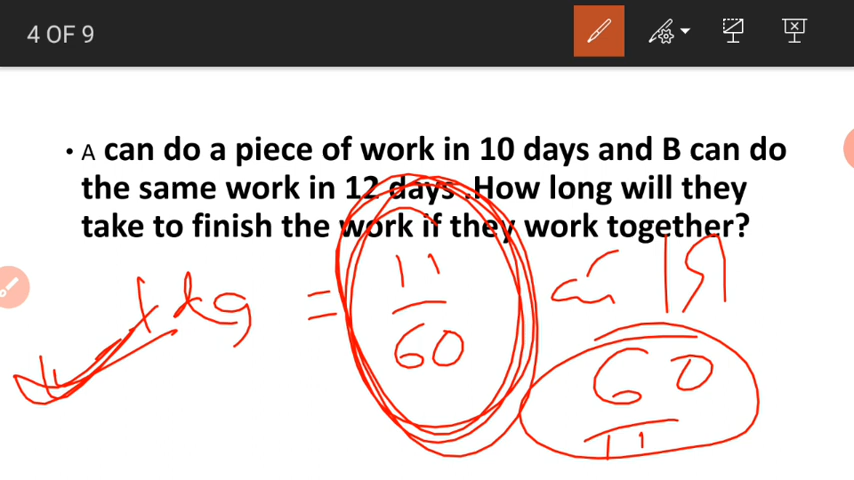 4 OF 9
• A can do a piece of work in 10 days and B can do
the same work in 12 days .How long will they
take to finish the work if they work together?
= 11/60
60/11